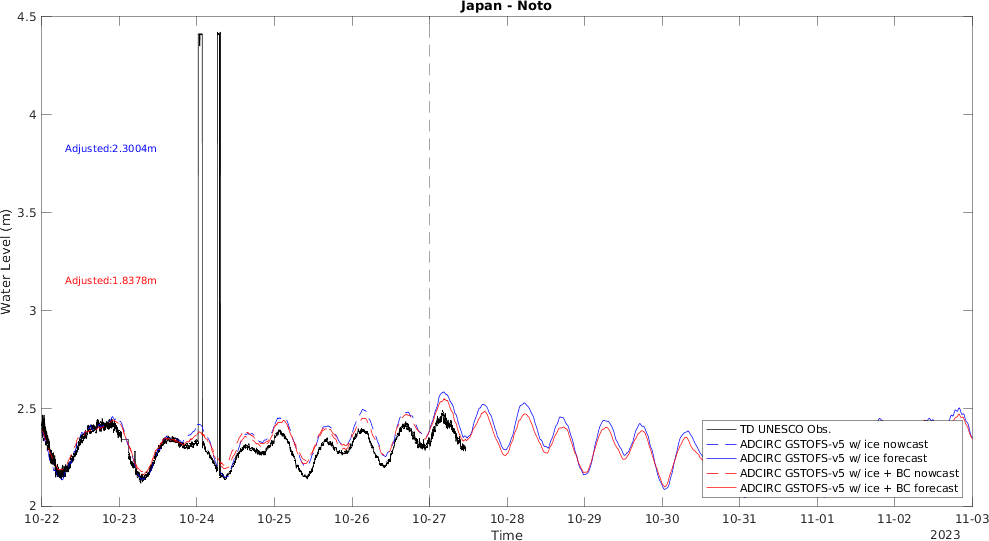 Japan - Noto
4.5
4
3.5
3
2.5
2
Water Level (m)
Adjusted:2.3004m
Adjusted:1.8378m
TD UNESCO Obs.
ADCIRC GSTOFS-v5 w/ ice nowcast
ADCIRC GSTOFS-v5 w/ ice forecast
ADCIRC GSTOFS-v5 w/ ice + BC nowcast
ADCIRC GSTOFS-v5 w/ ice + BC forecast
10-22 10-23 10-24 10-25 10-26 10-27 10-28 10-29 10-30 10-31 11-01 11-02 11-03
Time
2023